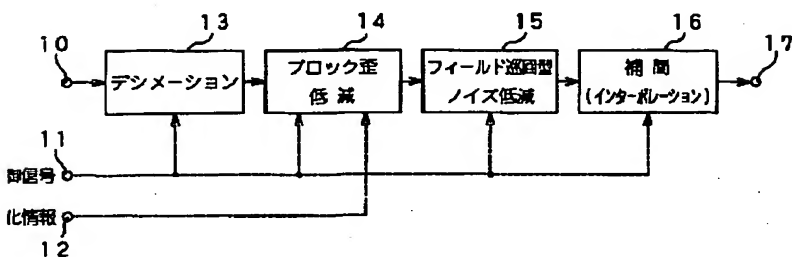 13
14
15
16
17
10
デシメーション
ブロック歪
低減
フィールド巡回型
ノイズ低減
補間
(インターポレーション)
11
御信号
化情報
12